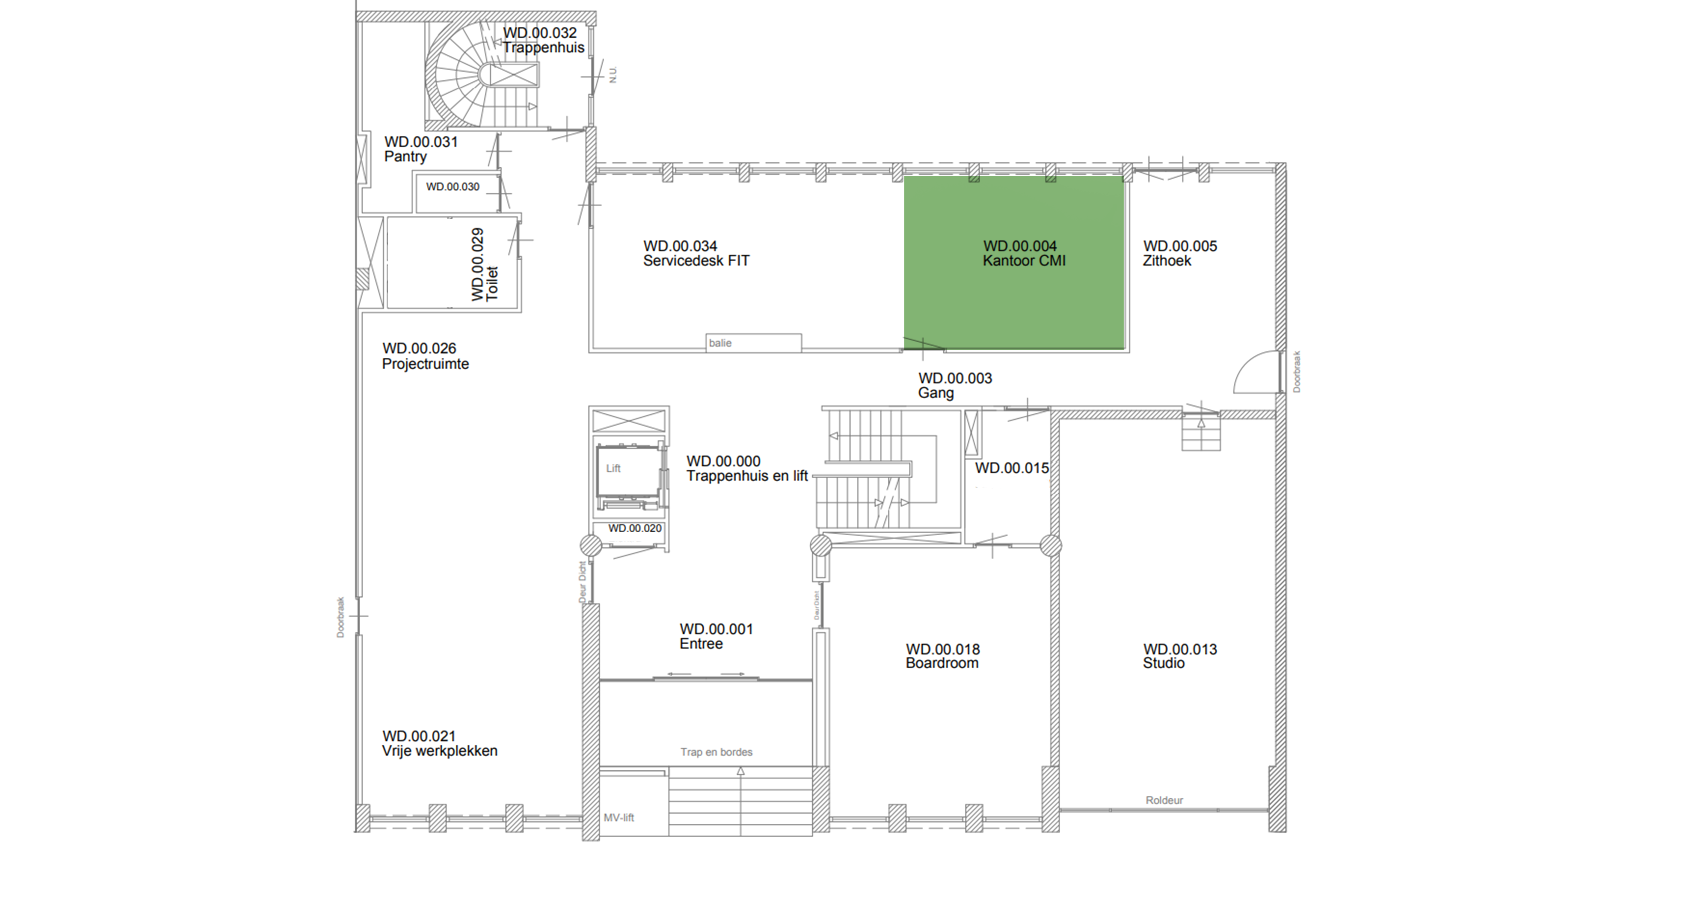 WD.00.032
Trappenhuis
N.U.
WD.00.031
Pantry
WD.00.030
WD.00.029
Toilet
WD.00.034
Servicedesk FIT
WD.00.004
Kantoor CMI
WD.00.005
Zithoek
balie
WD.00.026
Projectruimte
WD.00.003
Gang
Doorbraak
Lift
WD.00.000
Trappenhuis en lift
WD.00.015
WD.00.020
Deur Dicht
Deur Dicht
Doorbraak
WD.00.001
Entree
WD.00.018
Boardroom
WD.00.013
Studio
WD.00.021
Vrije werkplekken
Trap en bordes
MV-lift
Roldeur